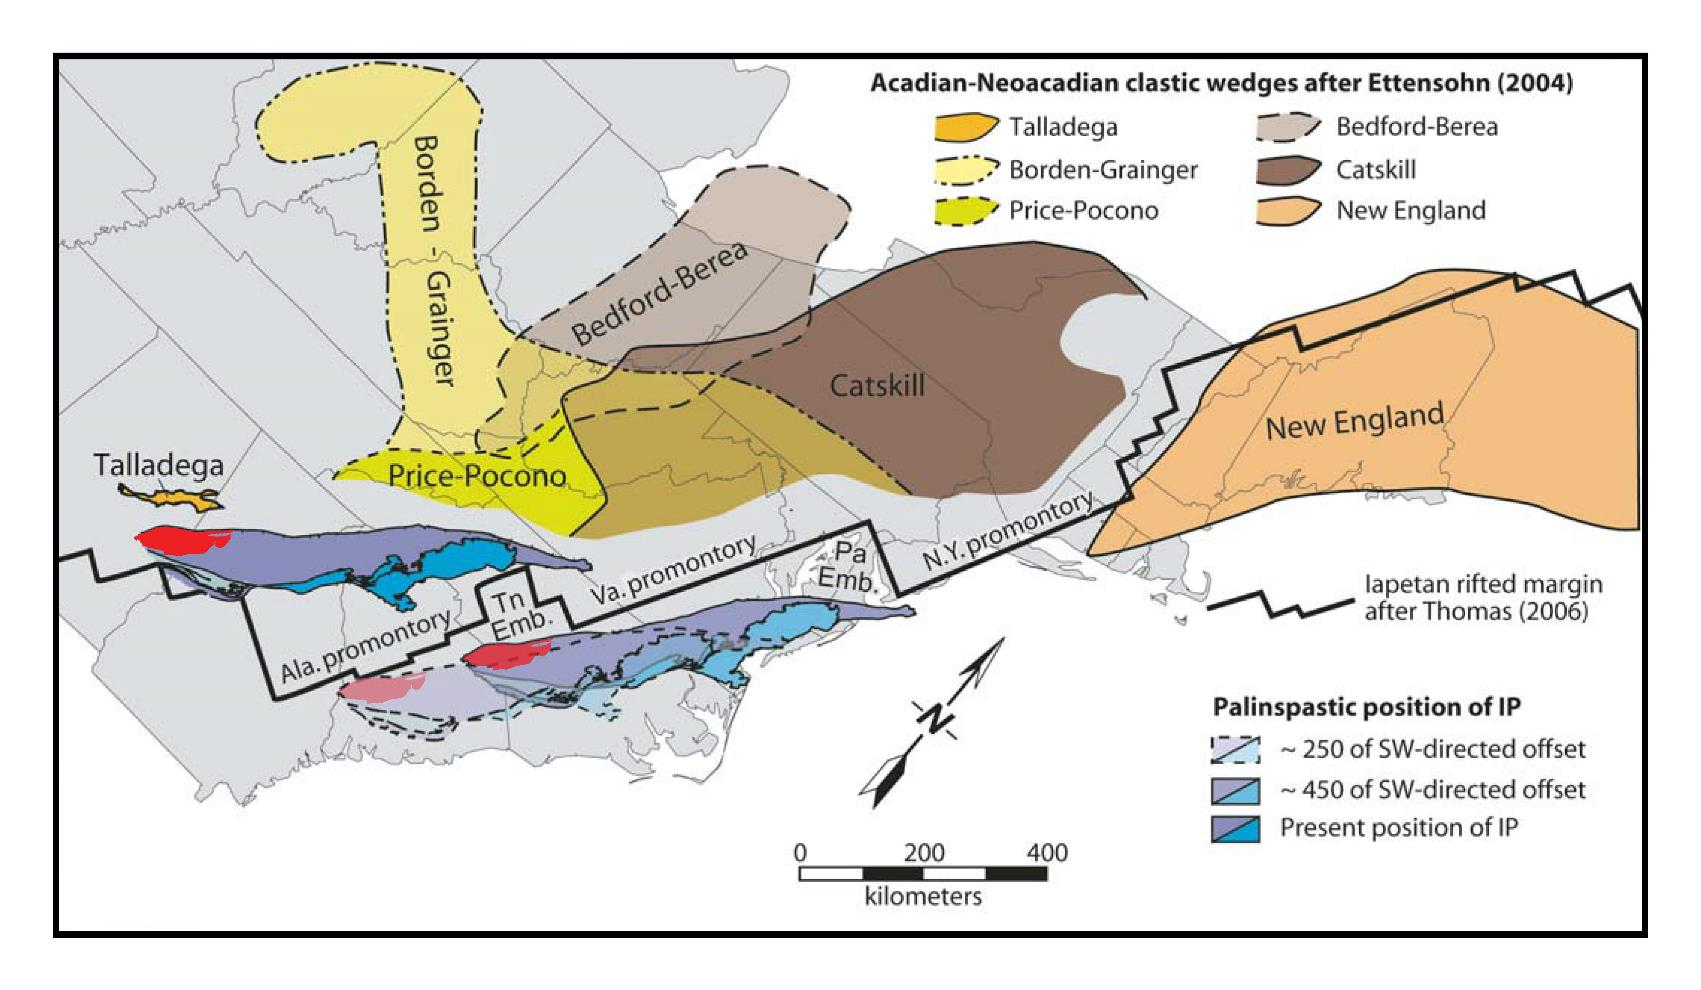 Acadian-Neoacadian clastic wedges after Ettensohn (2004)
Talladega
Borden-Grainger
Price-Pocono
Bedford-Berea
Catskill
New England
Borden - Grainger
Bedford-Berea
Catskill
New England
Talladega
Price-Pocono
Ala. promontory
Tn
Emb.
Va. promontory
Pa
Emb.
N.Y. promontory
Iapetan rifted margin
after Thomas (2006)
N
Palinspastic position of IP
~ 250 of SW-directed offset
~ 450 of SW-directed offset
Present position of IP
0 200 400
kilometers